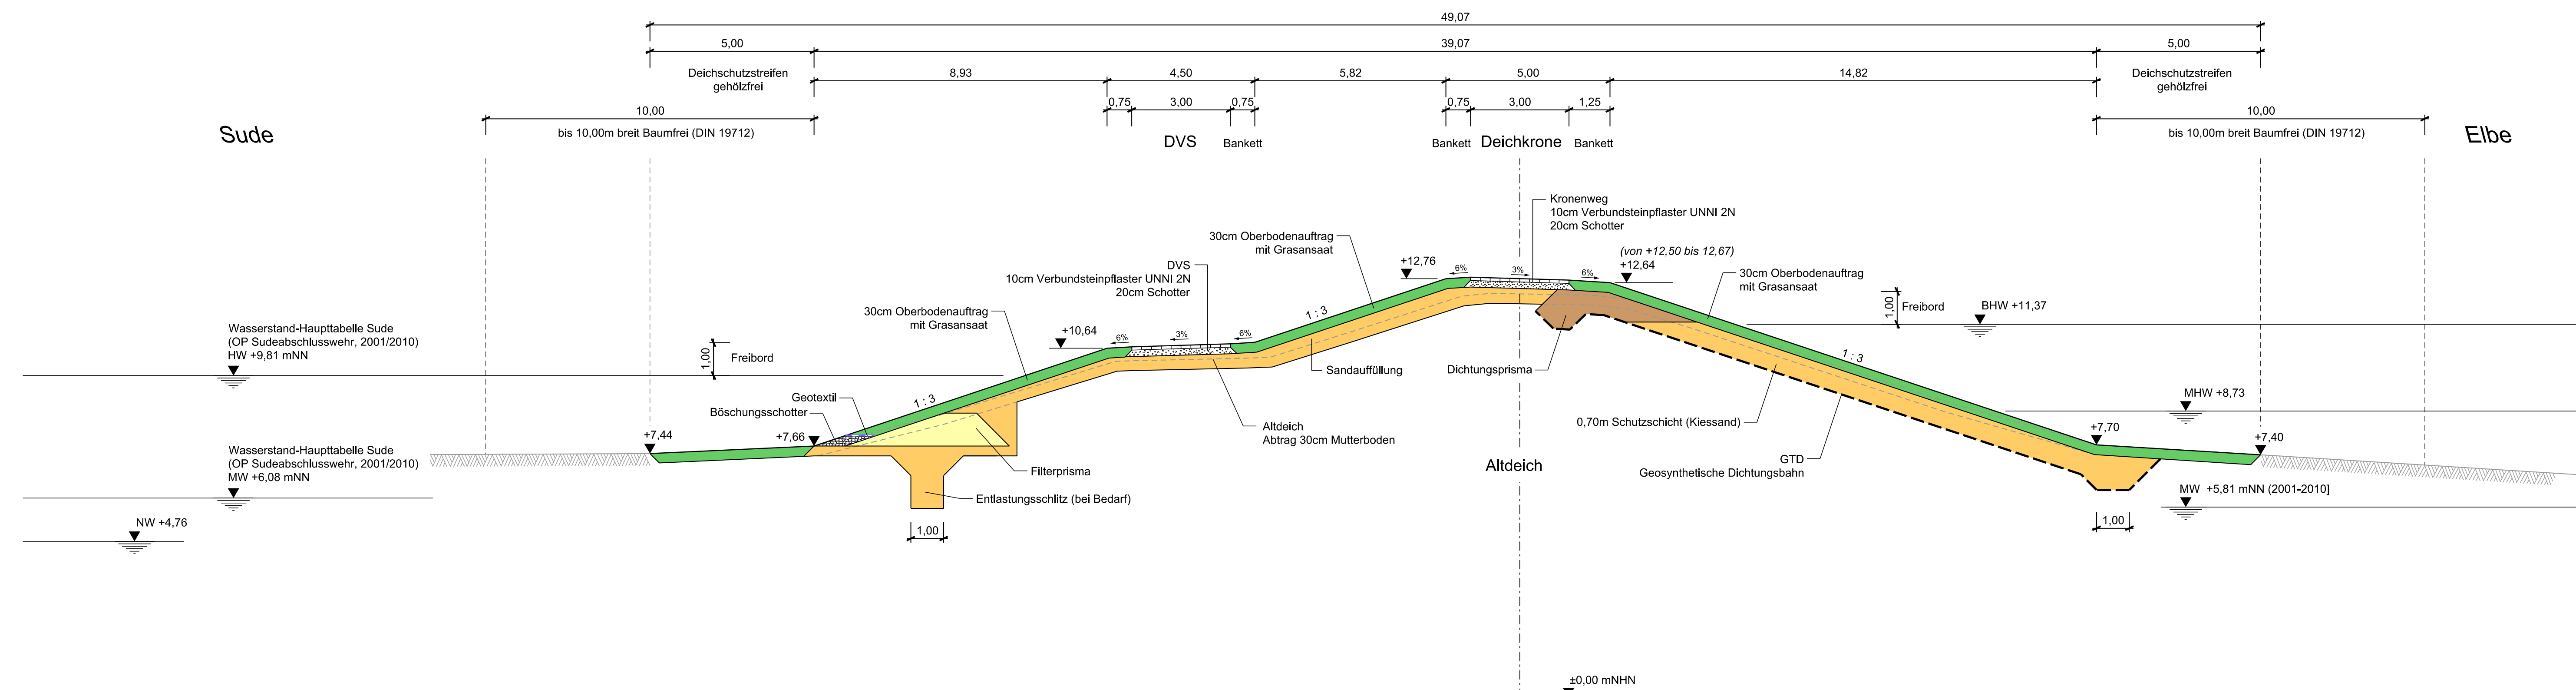 49,07
5,00
39,07
5,00
Deichschutzstreifen
gehölzfrei
8,93
4,50
5,82
5,00
14,82
Deichschutzstreifen
gehölzfrei
10,00
0,75
3,00
0,75
0,75
3,00
1,25
10,00
bis 10,00m breit Baumfrei (DIN 19712)
bis 10,00m breit Baumfrei (DIN 19712)
Sude
DVS
Bankett
Bankett
Deichkrone
Bankett
Elbe
Kronenweg
10cm Verbundsteinpflaster UNNI 2N
20cm Schotter
30cm Oberbodenauftrag
mit Grasansaat
(von +12,50 bis 12,67)
+12,64
+12,76
6%
3%
6%
30cm Oberbodenauftrag
mit Grasansaat
DVS
10cm Verbundsteinpflaster UNNI 2N
20cm Schotter
1,00
Freibord
BHW +11,37
30cm Oberbodenauftrag
mit Grasansaat
1 : 3
Wasserstand-Haupttabelle Sude
(OP Sudeabschlusswehr, 2001/2010)
HW +9,81 mNN
1,00
Freibord
+10,64
6%
3%
6%
1 : 3
Sandauffüllung
Dichtungsprisma
MHW +8,73
Geotextil
Böschungsschotter
1 : 3
0,70m Schutzschicht (Kiessand)
Altdeich
Abtrag 30cm Mutterboden
+7,44
+7,66
+7,70
+7,40
Wasserstand-Haupttabelle Sude
(OP Sudeabschlusswehr, 2001/2010)
MW +6,08 mNN
Filterprisma
Altdeich
GTD
Geosynthetische Dichtungsbahn
Entlastungsschlitz (bei Bedarf)
MW +5,81 mNN (2001-2010]
NW +4,76
1,00
1,00
±0,00 mNHN